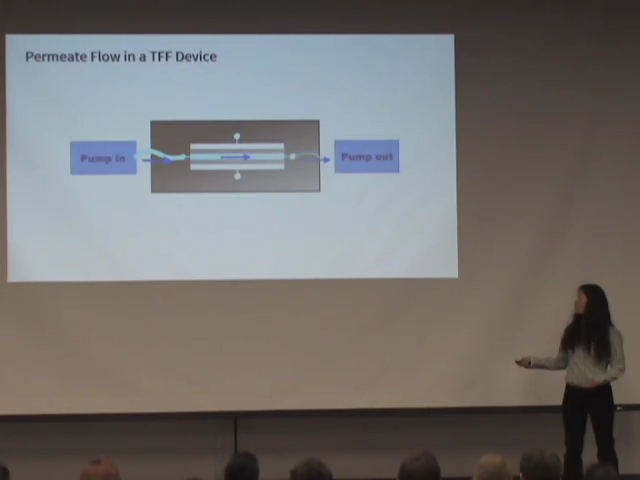 Permeate Flow in a TFF Device
Pump in
Pump out